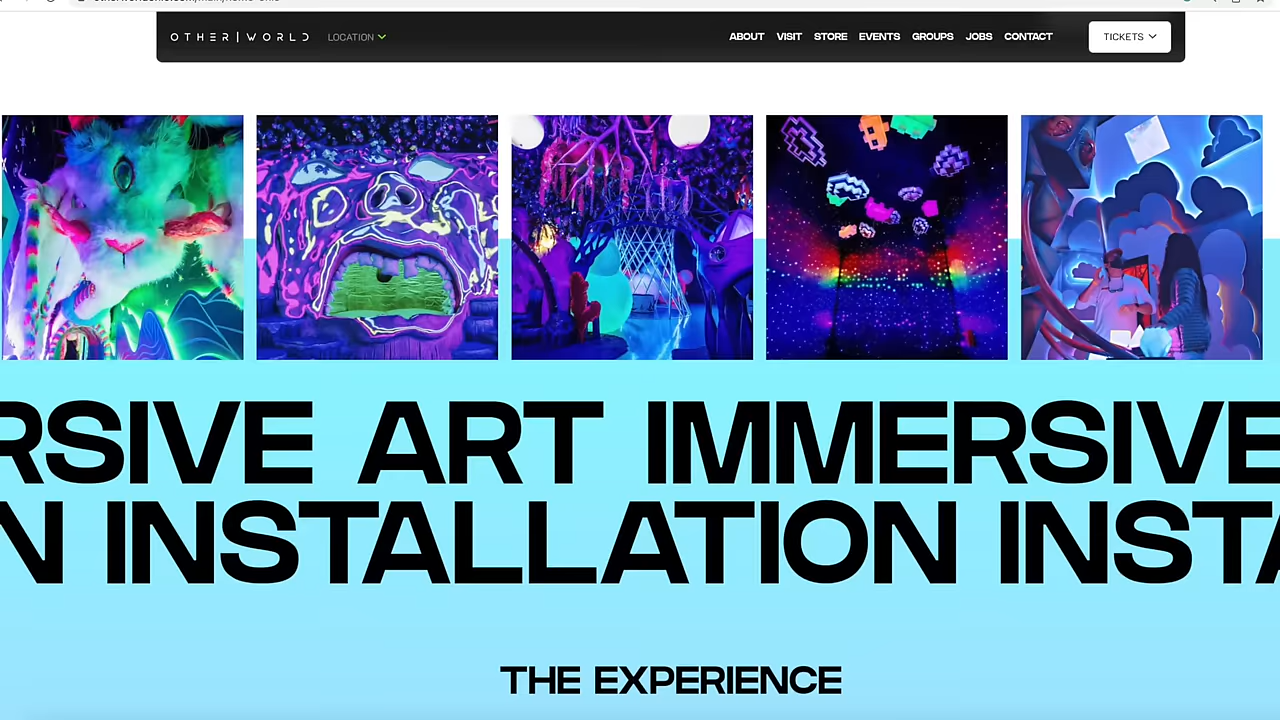 OTHER|WORLD LOCATION ABOUT VISIT STORE EVENTS GROUPS JOBS CONTACT TICKETS
RSIVE ART IMMERSIVE
N INSTALLATION INSTA
THE EXPERIENCE